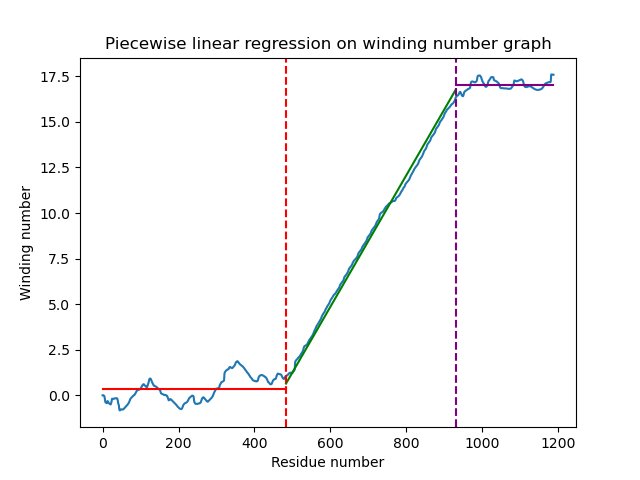 Piecewise linear regression on winding number graph
17.5
15.0
12.5
10.0
7.5
5.0
2.5
0.0
Winding number
0 200 400 600 800 1000 1200
Residue number